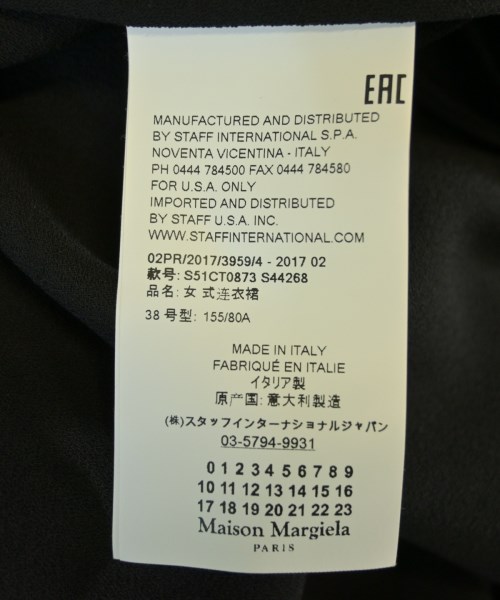 EAC
MANUFACTURED AND DISTRIBUTED
BY STAFF INTERNATIONAL S.P.A.
NOVENTA VICENTINA - ITALY
PH 0444 784500 FAX 0444 784580
FOR U.S.A. ONLY
IMPORTED AND DISTRIBUTED
BY STAFF U.S.A. INC.
WWW.STAFFINTERNATIONAL.COM
02PR/2017/3959/4 - 2017 02
款号: S51CT0873 S44268
品名: 女 式连衣裙
38 号型: 155/80A
MADE IN ITALY
FABRIQUÉ EN ITALIE
イタリア製
原产国: 意大利製造
(株)スタッフインターナショナルジャパン
03-5794-9931
0 1 2 3 4 5 6 7 8 9
10 11 12 13 14 15 16
17 18 19 20 21 22 23
Maison Margiela
PARIS